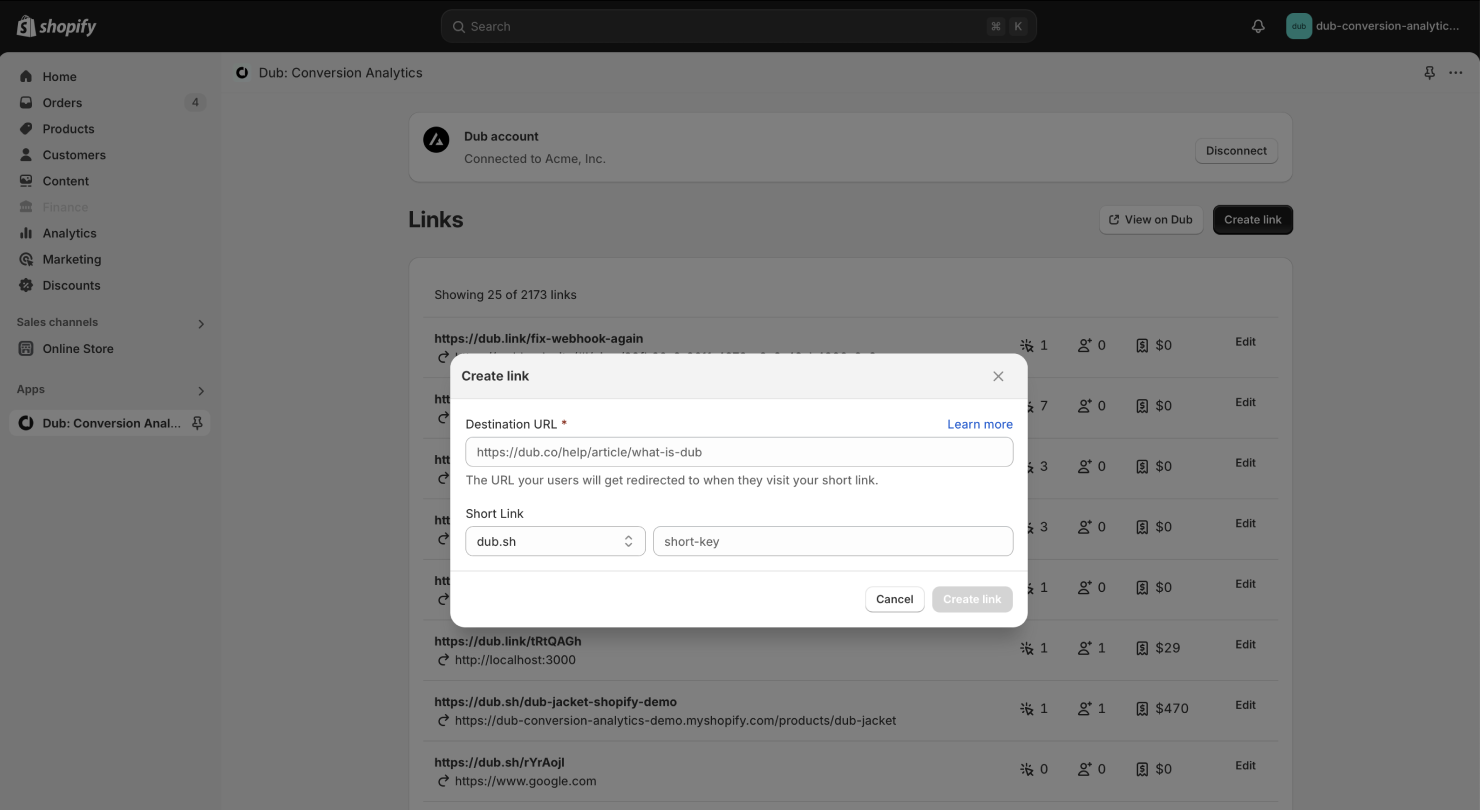 shopify
Search
⌘ K
dub
dub-conversion-analytic...
Home
Orders 4
Products
Customers
Content
Finance
Analytics
Marketing
Discounts
Sales channels
Online Store
Apps
Dub: Conversion Anal...
Dub: Conversion Analytics
Dub account
Connected to Acme, Inc.
Disconnect
Links
View on Dub
Create link
Showing 25 of 2173 links
https://dub.link/fix-webhook-again
1 0 $0 Edit
htt
7 0 $0 Edit
htt
3 0 $0 Edit
htt
3 0 $0 Edit
htt
1 0 $0 Edit
Create link
Destination URL *
Learn more
https://dub.co/help/article/what-is-dub
The URL your users will get redirected to when they visit your short link.
Short Link
dub.sh
short-key
Cancel
Create link
https://dub.link/tRtQAGh
http://localhost:3000
1 1 $29 Edit
https://dub.sh/dub-jacket-shopify-demo
https://dub-conversion-analytics-demo.myshopify.com/products/dub-jacket
1 1 $470 Edit
https://dub.sh/rYrAojI
https://www.google.com
0 0 $0 Edit